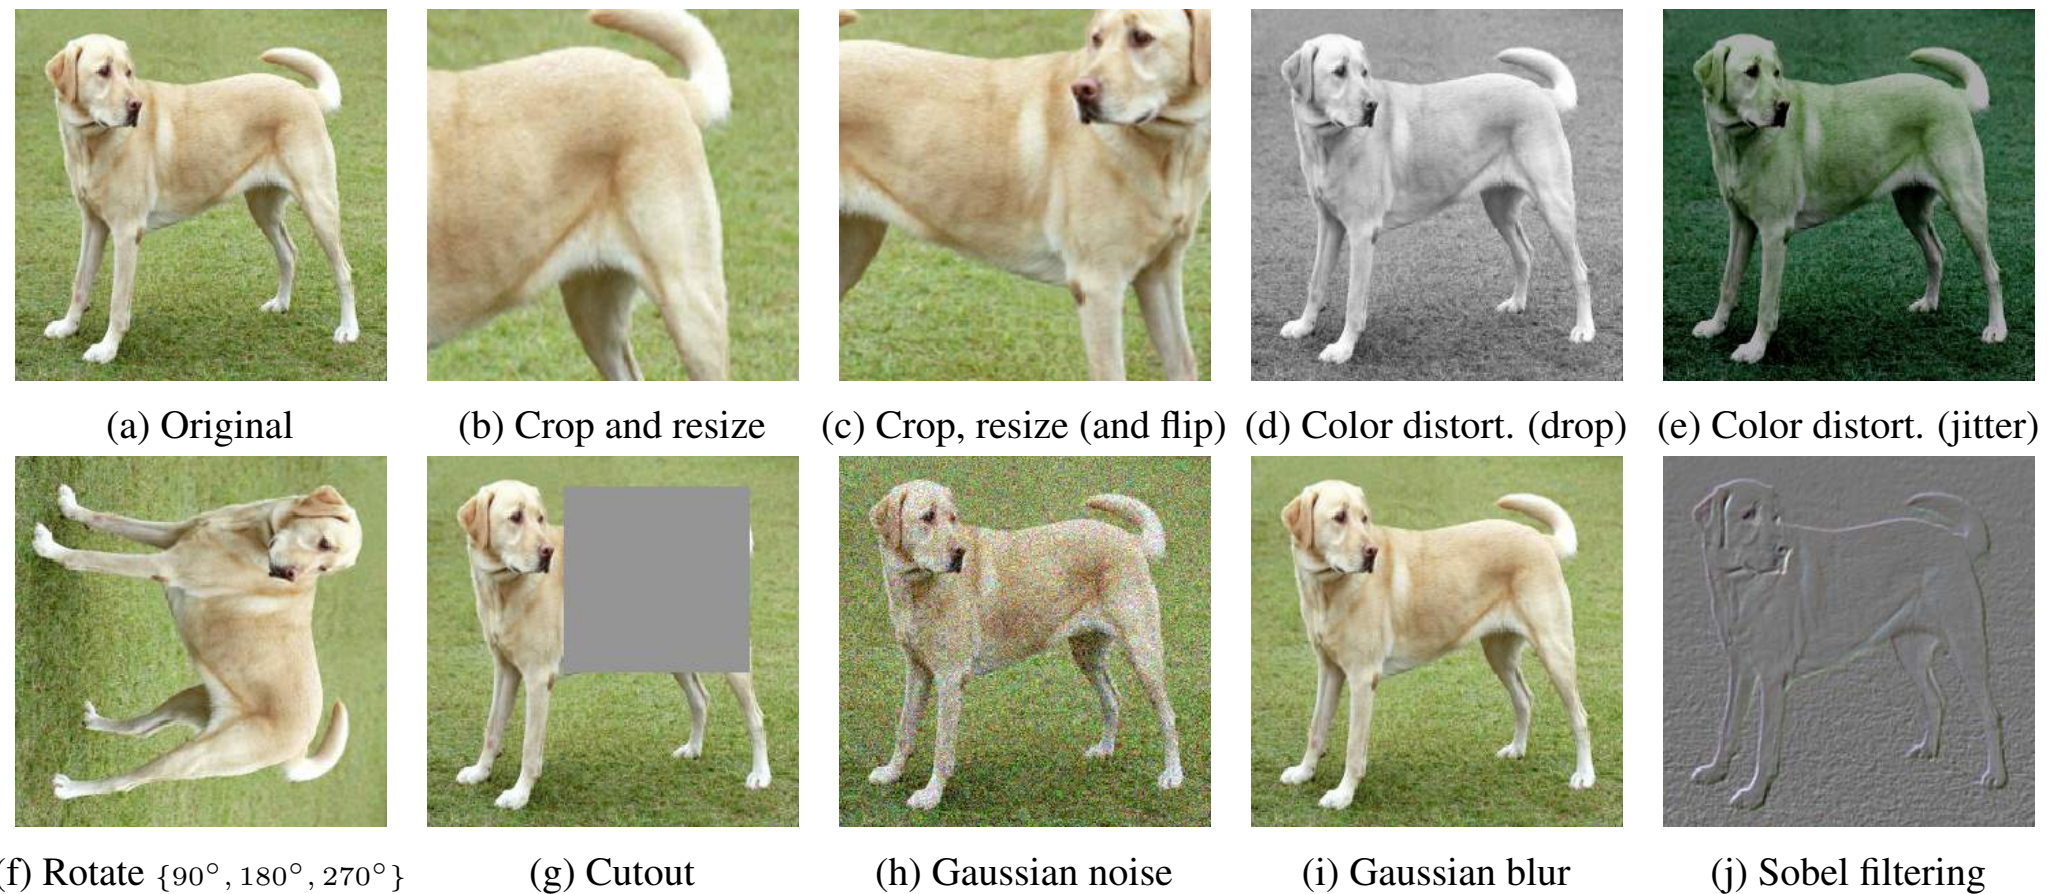 (a) Original
(b) Crop and resize
(c) Crop, resize (and flip)
(d) Color distort. (drop)
(e) Color distort. (jitter)
(f) Rotate {90°, 180°, 270°}
(g) Cutout
(h) Gaussian noise
(i) Gaussian blur
(j) Sobel filtering